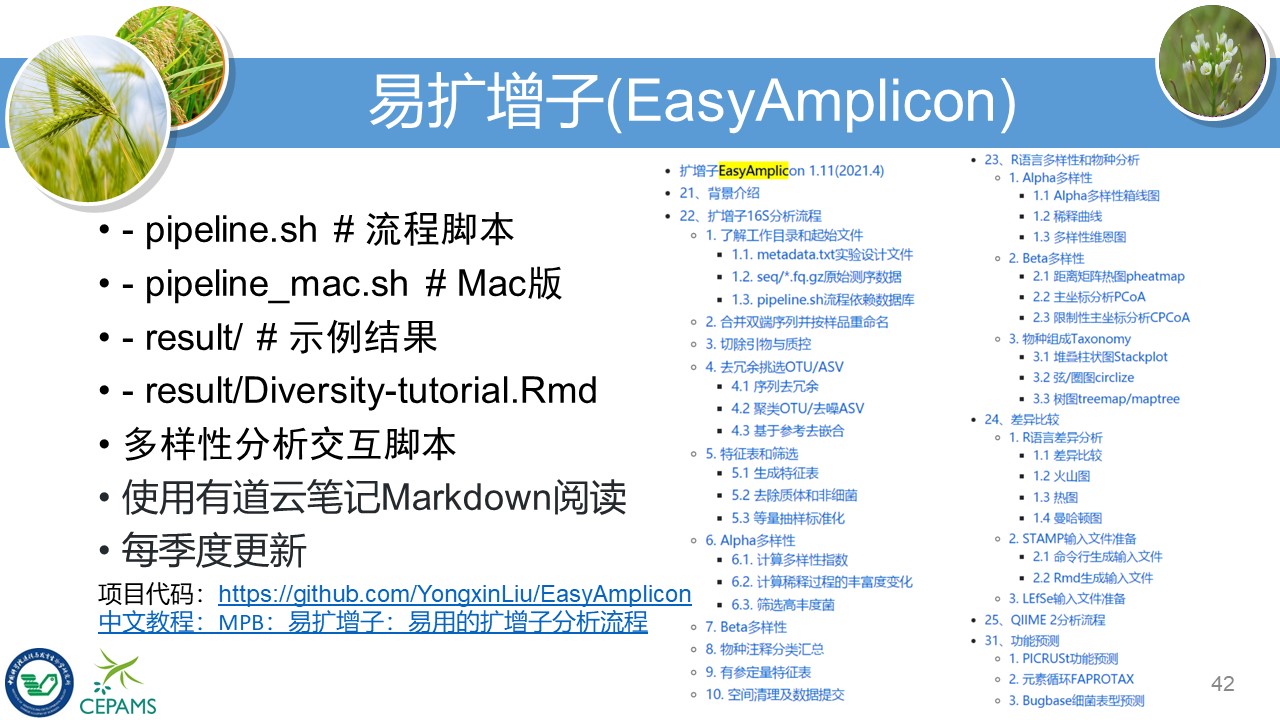 易扩增子(EasyAmplicon)
• - pipeline.sh # 流程脚本
• - pipeline_mac.sh # Mac版
• - result/ # 示例结果
• - result/Diversity-tutorial.Rmd
• 多样性分析交互脚本
• 使用有道云笔记Markdown阅读
• 每季度更新
项目代码：https://github.com/YongxinLiu/EasyAmplicon
中文教程：MPB：易扩增子：易用的扩增子分析流程
CEPAMS
扩增子EasyAmplicon 1.11(2021.4)
21、背景介绍
22、扩增子16S分析流程
1. 了解工作目录和起始文件
1.1. metadata.txt实验设计文件
1.2. seq/*.fq.gz原始测序数据
1.3. pipeline.sh流程依赖数据库
2. 合并双端序列并按样品重命名
3. 切除引物与质控
4. 去冗余挑选OTU/ASV
4.1 序列去冗余
4.2 聚类OTU/去噪ASV
4.3 基于参考去嵌合
5. 特征表和筛选
5.1 生成特征表
5.2 去除质体和非细菌
5.3 等量抽样标准化
6. Alpha多样性
6.1. 计算多样性指数
6.2. 计算稀释过程的丰富度变化
6.3. 筛选高丰度菌
7. Beta多样性
8. 物种注释分类汇总
9. 有参定量特征表
10. 空间清理及数据提交
23、R语言多样性和物种分析
1. Alpha多样性
1.1 Alpha多样性箱线图
1.2 稀释曲线
1.3 多样性维恩图
2. Beta多样性
2.1 距离矩阵热图pheatmap
2.2 主坐标分析PCoA
2.3 限制性主坐标分析CPCoA
3. 物种组成Taxonomy
3.1 堆叠柱状图Stackplot
3.2 弦/圈图circlize
3.3 树图treemap/maptree
24、差异比较
1. R语言差异分析
1.1 差异比较
1.2 火山图
1.3 热图
1.4 曼哈顿图
2. STAMP输入文件准备
2.1 命令行生成输入文件
2.2 Rmd生成输入文件
3. LEfSe输入文件准备
25、QIIME 2分析流程
31、功能预测
1. PICRUSt功能预测
2. 元素循环FAPROTAX
3. Bugbase细菌表型预测
42